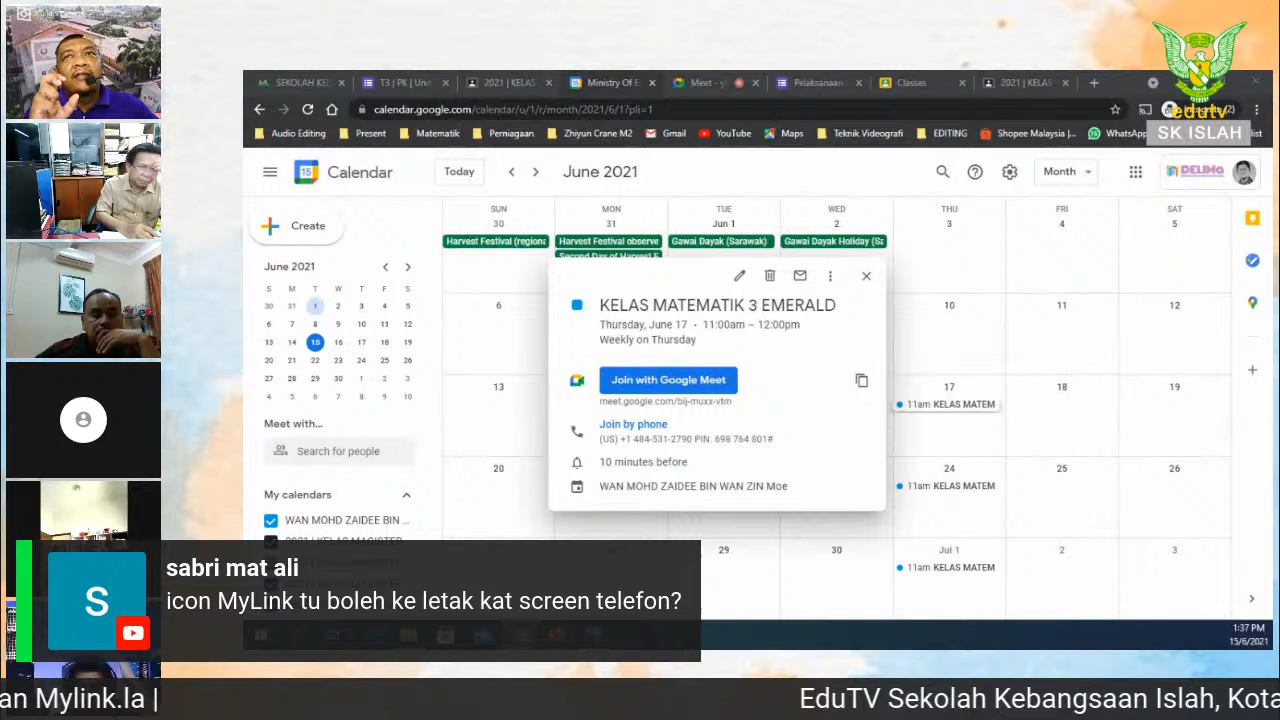 edutv
SK ISLAH
SEKOLAH KE
T3 | PK | Uni
2021 | KELAS
Ministry Of E
Meet - y
Pelaksanaan
Classes
2021 | KELAS
calendar.google.com/calendar/u/1/r/month/2021/6/1?pli=1
Audio Editing
Present
Matematik
Perniagaan
Zhiyun Crane M2
Gmail
YouTube
Maps
Teknik Videografi
EDITING
Shopee Malaysia |...
WhatsApp
list
15
Calendar
Today
June 2021
Month
DELIMa
Create
SUN
MON
TUE
WED
THU
FRI
SAT
30
31
Jun 1
2
3
4
5
Harvest Festival (regiona
Harvest Festival observe
Gawai Dayak (Sarawak)
Gawai Dayak Holiday (Sa
Second Day of Harvest F
June 2021
S M T W T F S
30 31 1 2 3 4 5
6 7 8 9 10 11 12
13 14 15 16 17 18 19
20 21 22 23 24 25 26
27 28 29 30 1 2 3
4 5 6 7 8 9 10
Meet with...
Search for people
My calendars
WAN MOHD ZAIDEE BIN ...
KELAS MATEMATIK 3 EMERALD
Thursday, June 17 · 11:00am – 12:00pm
Weekly on Thursday
Join with Google Meet
meet.google.com/bij-muxx-vtm
Join by phone
(US) +1 484-531-2790 PIN: 698 764 801#
10 minutes before
WAN MOHD ZAIDEE BIN WAN ZIN Moe
6
10
11
12
13
17
18
19
11am KELAS MATEM
20
24
25
26
11am KELAS MATEM
29
30
Jul 1
2
3
11am KELAS MATEM
1:37 PM
15/6/2021
S
sabri mat ali
icon MyLink tu boleh ke letak kat screen telefon?
an Mylink.la |
EduTV Sekolah Kebangsaan Islah, Kota